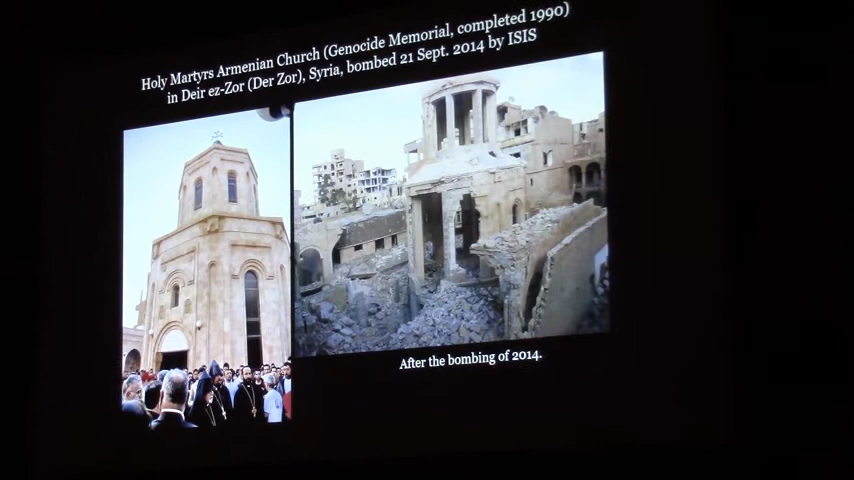 Holy Martyrs Armenian Church (Genocide Memorial, completed 1990)
in Deir ez-Zor (Der Zor), Syria, bombed 21 Sept. 2014 by ISIS
After the bombing of 2014.